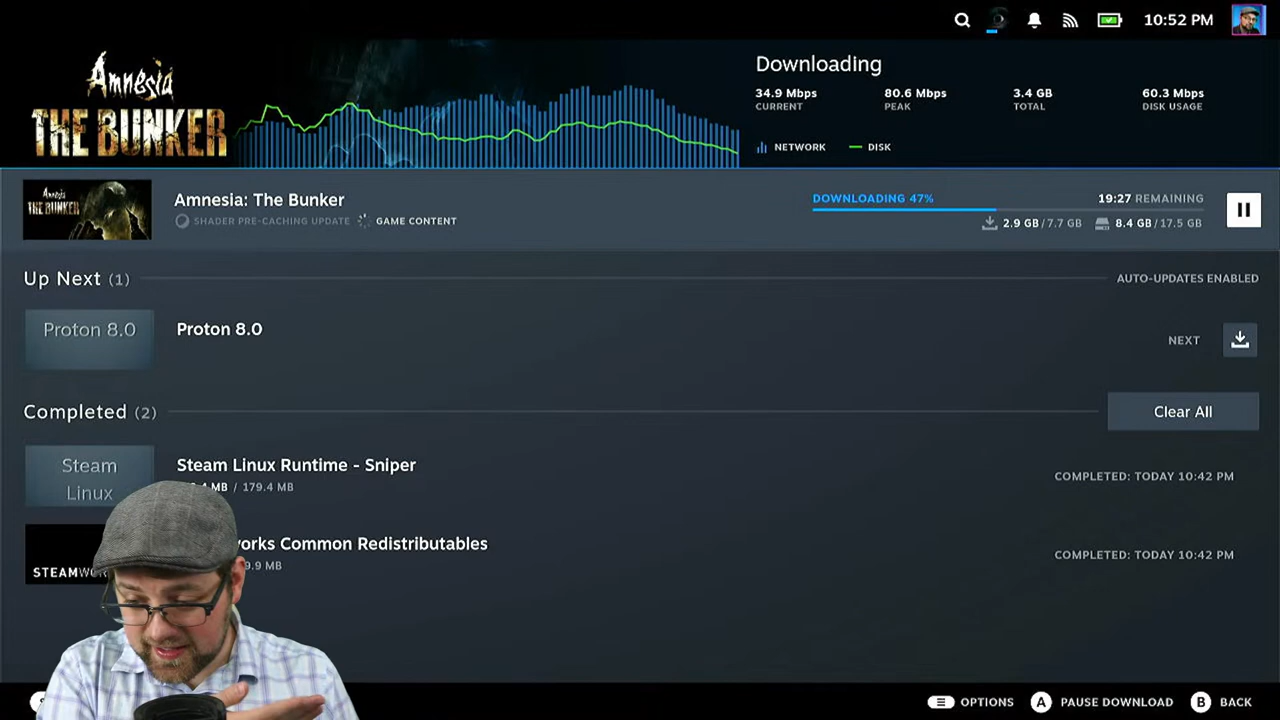 10:52 PM
Amnesia
THE BUNKER
Downloading
34.9 Mbps
CURRENT
80.6 Mbps
PEAK
3.4 GB
TOTAL
60.3 Mbps
DISK USAGE
NETWORK
DISK
Amnesia
THE BUNKER
Amnesia: The Bunker
SHADER PRE-CACHING UPDATE
GAME CONTENT
DOWNLOADING 47%
19:27 REMAINING
2.9 GB / 7.7 GB
8.4 GB / 17.5 GB
Up Next (1)
AUTO-UPDATES ENABLED
Proton 8.0
Proton 8.0
NEXT
Completed (2)
Clear All
Steam
Linux
Steam Linux Runtime - Sniper
MB / 179.4 MB
COMPLETED: TODAY 10:42 PM
Common Redistributables
MB
COMPLETED: TODAY 10:42 PM
OPTIONS
A PAUSE DOWNLOAD
B BACK